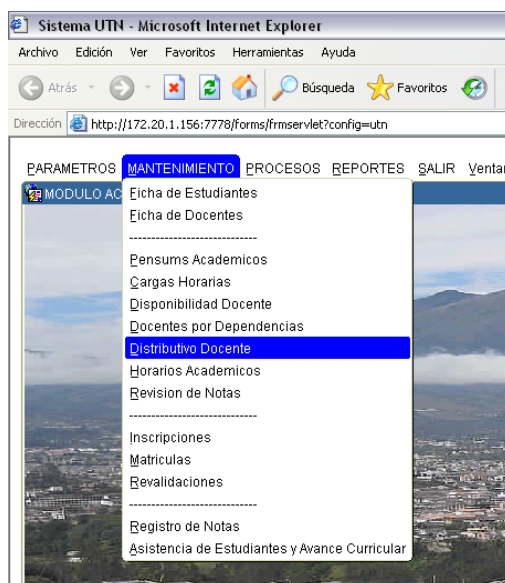 Sistema UTN - Microsoft Internet Explorer
Archivo Edición Ver Favoritos Herramientas Ayuda
Atrás Búsqueda Favoritos
Dirección http://172.20.1.156:7778/forms/frmservlet?config=utn
PARAMETROS MANTENIMIENTO PROCESOS REPORTES SALIR Venta
MODULO AC
Ficha de Estudiantes
Ficha de Docentes
----------------------------
Pensums Academicos
Cargas Horarias
Disponibilidad Docente
Docentes por Dependencias
Distributivo Docente
Horarios Academicos
Revision de Notas
----------------------------
Inscripciones
Matriculas
Revalidaciones
----------------------------
Registro de Notas
Asistencia de Estudiantes y Avance Curricular